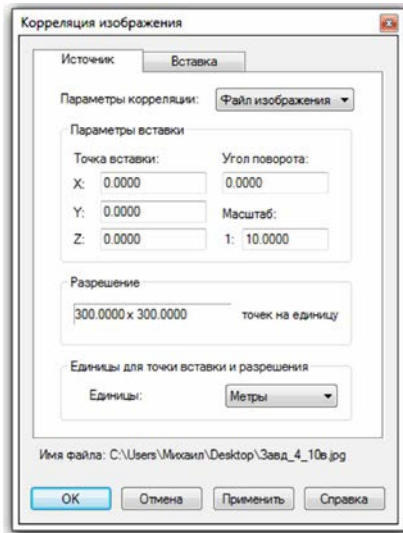 Корреляция изображения
Источник
Вставка
Параметры корреляции: Файл изображения
Параметры вставки
Точка вставки: Угол поворота:
X: 0.0000 0.0000
Y: 0.0000 Масштаб:
Z: 0.0000 1: 10.0000
Разрешение
300.0000 x 300.0000 точек на единицу
Единицы для точки вставки и разрешения
Единицы: Метры
Имя файла: C:\Users\Михаил\Desktop\Завд_4_10в.jpg
OK Отмена Применить Справка